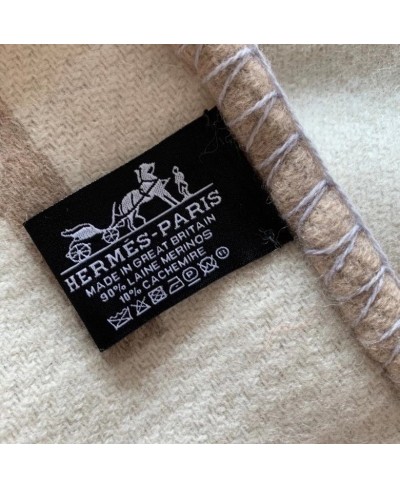 HERMÈS-PARIS
MADE IN GREAT BRITAIN
90% LAINE MERINOS
10% CACHEMIRE